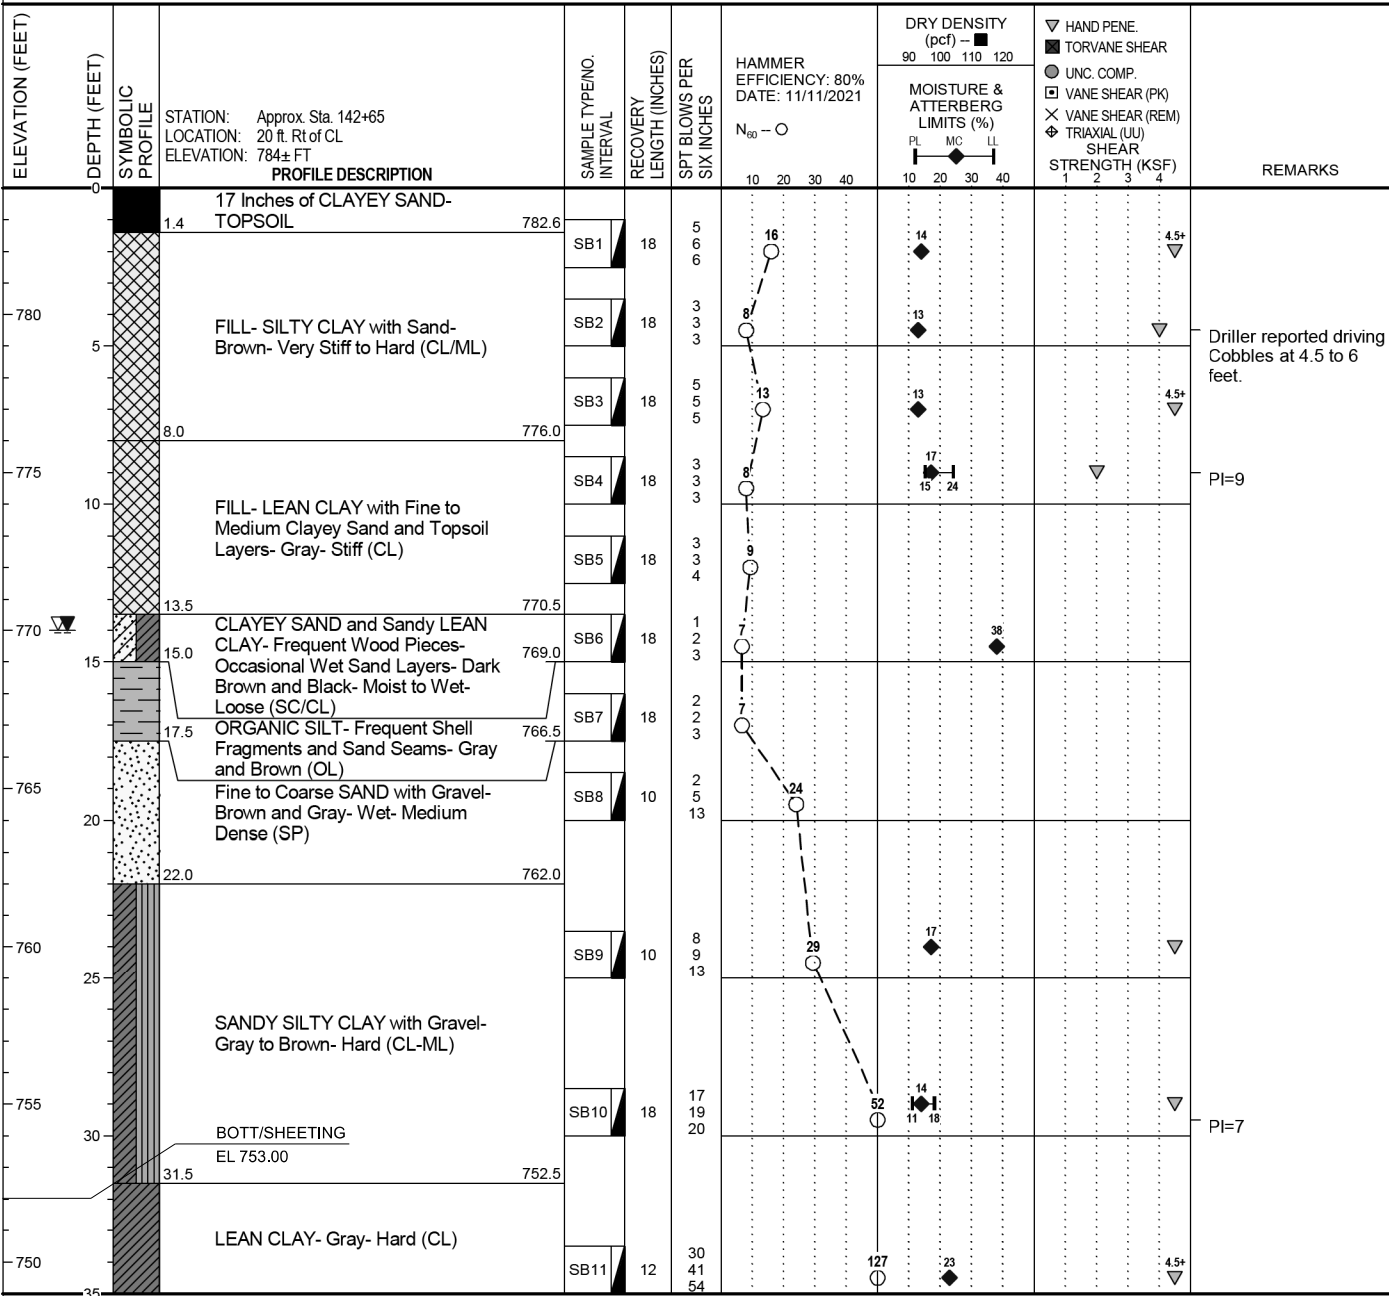 ELEVATION (FEET)
DEPTH (FEET)
SYMBOLIC
PROFILE
STATION: Approx. Sta. 142+65
LOCATION: 20 ft. Rt of CL
ELEVATION: 784± FT
PROFILE DESCRIPTION
SAMPLE TYPE/NO.
INTERVAL
RECOVERY
LENGTH (INCHES)
SPT BLOWS PER
SIX INCHES
HAMMER
EFFICIENCY: 80%
DATE: 11/11/2021
N60 --
10 20 30 40
DRY DENSITY
(pcf) --
90 100 110 120
MOISTURE &
ATTERBERG
LIMITS (%)
PL MC LL
10 20 30 40
HAND PENE.
TORVANE SHEAR
UNC. COMP.
VANE SHEAR (PK)
VANE SHEAR (REM)
TRIAXIAL (UU)
SHEAR
STRENGTH (KSF)
1 2 3 4
REMARKS
0
17 Inches of CLAYEY SAND-
TOPSOIL
1.4 782.6
SB1 18
5
6
6
16
14
4.5+
780
5
FILL- SILTY CLAY with Sand-
Brown- Very Stiff to Hard (CL/ML)
SB2 18
3
3
3
8
13
Driller reported driving
Cobbles at 4.5 to 6
feet.
SB3 18
5
5
5
13
13
4.5+
8.0 776.0
775
10
FILL- LEAN CLAY with Fine to
Medium Clayey Sand and Topsoil
Layers- Gray- Stiff (CL)
SB4 18
3
3
3
8
17
15 24
PI=9
SB5 18
3
3
4
9
13.5 770.5
770
15
CLAYEY SAND and Sandy LEAN
CLAY- Frequent Wood Pieces-
15.0 769.0
Occasional Wet Sand Layers- Dark
Brown and Black- Moist to Wet-
Loose (SC/CL)
SB6 18
1
2
3
7
38
17.5 766.5
ORGANIC SILT- Frequent Shell
Fragments and Sand Seams- Gray
and Brown (OL)
SB7 18
2
2
3
7
765
20
Fine to Coarse SAND with Gravel-
Brown and Gray- Wet- Medium
Dense (SP)
SB8 10
2
5
13
24
22.0 762.0
760
25
SB9 10
8
9
13
29
17
SANDY SILTY CLAY with Gravel-
Gray to Brown- Hard (CL-ML)
755
30
SB10 18
17
19
20
52
14
11 18
PI=7
BOTT/SHEETING
EL 753.00
31.5 752.5
LEAN CLAY- Gray- Hard (CL)
750
35
SB11 12
30
41
54
127
23
4.5+